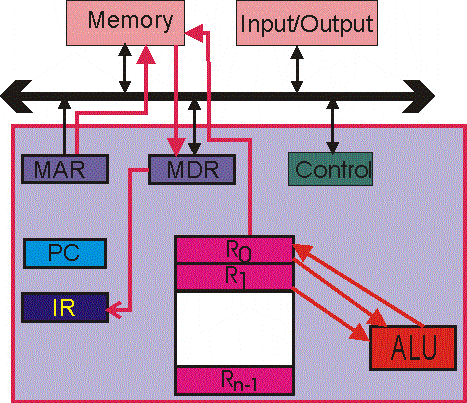 Memory
Input/Output
MAR
MDR
Control
PC
R0
R1
IR
ALU
Rn-1